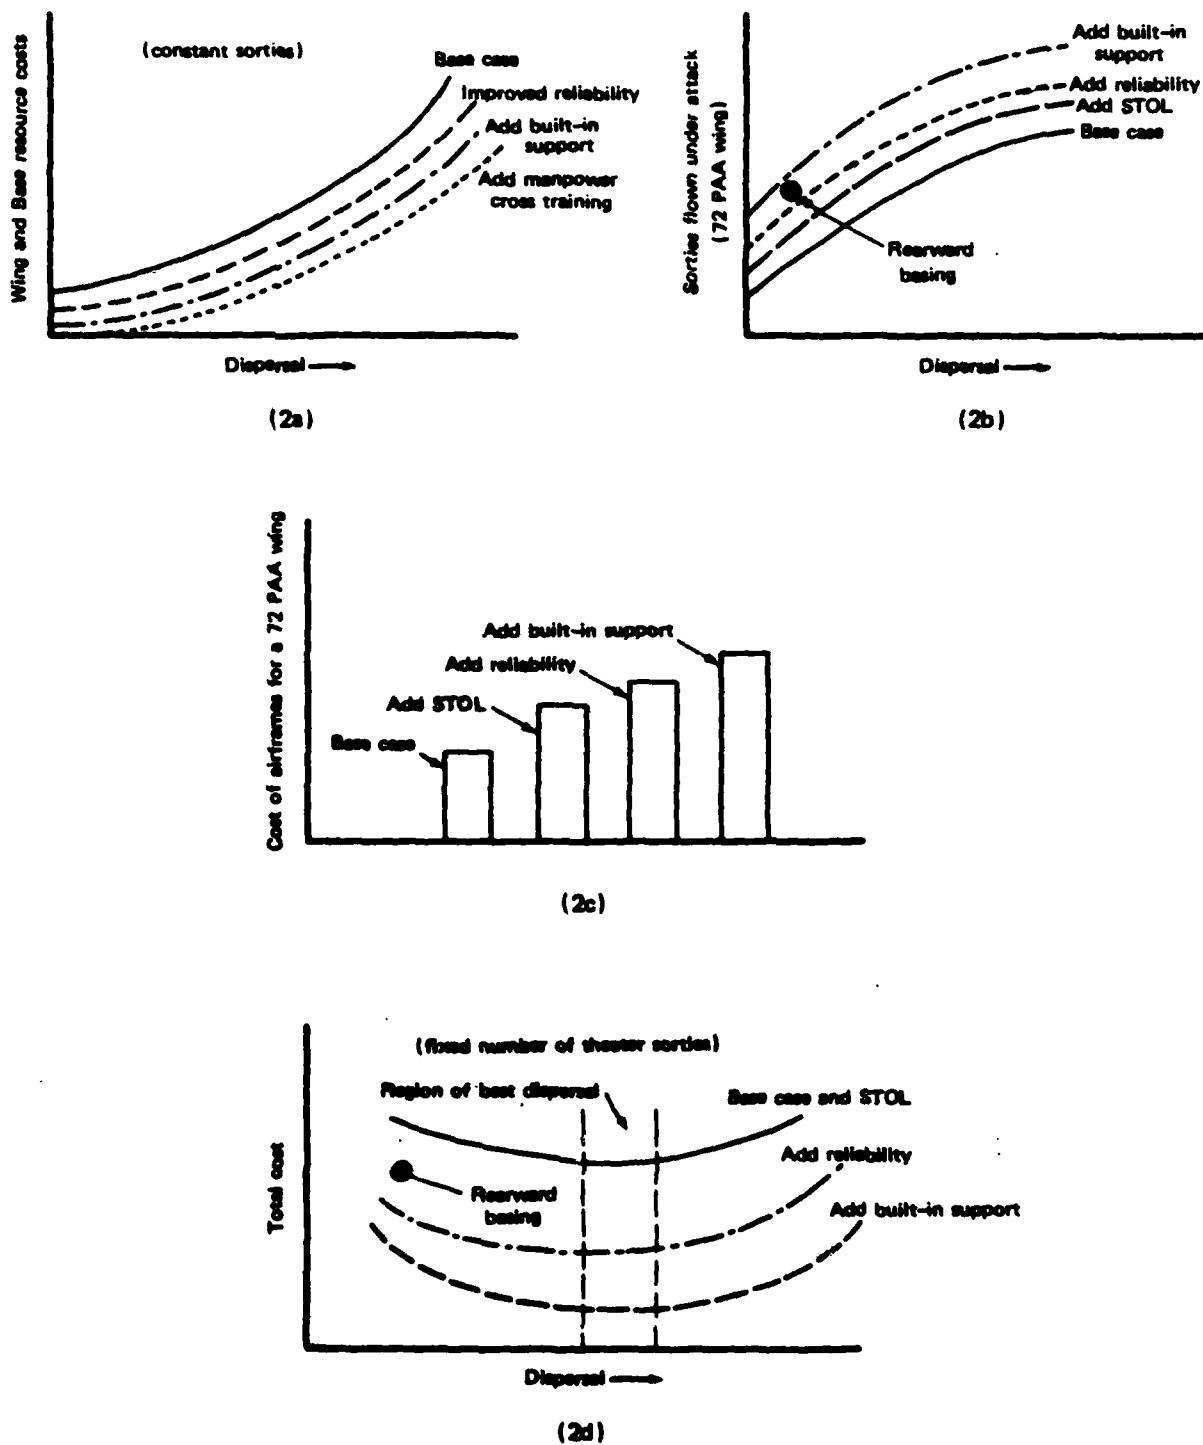 Wing and Base resource costs
(constant sorties)
Base case
Improved reliability
Add built-in
support
Add manpower
cross training
Dispersal
(2a)
Sorties flown under attack
(72 PAA wing)
Add built-in
support
Add reliability
Add STOL
Base case
Rearward
basing
Dispersal
(2b)
Cost of airframes for a 72 PAA wing
Add built-in support
Add reliability
Add STOL
Base case
(2c)
Total cost
(fixed number of theater sorties)
Region of best dispersal
Base case and STOL
Add reliability
Rearward
basing
Add built-in support
Dispersal
(2d)